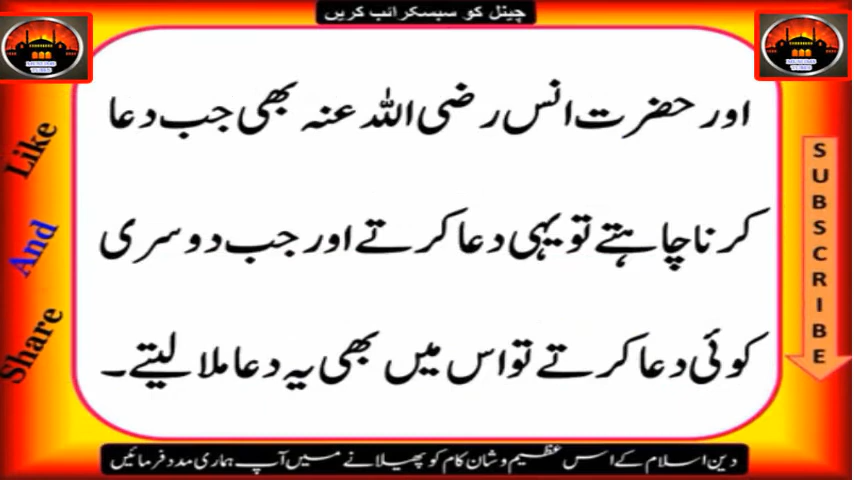 چینل کو سبسکرائب کریں
اور حضرت انس رضی اللہ عنہ بھی جب دعا
کرنا چاہتے تو یہی دعا کرتے اور جب دوسری
کوئی دعا کرتے تو اس میں بھی یہ دعا ملا لیتے۔
Like
And
Share
SUBSCRIBE
دین اسلام کے اس عظیم و شان کام کو پھیلانے میں آپ ہماری مدد فرمائیں